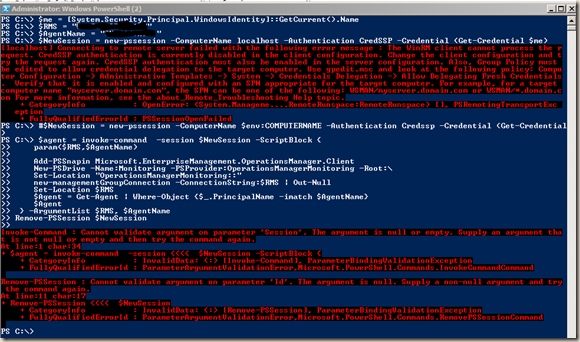 Administrator: Windows PowerShell (2)
PS C:\> $me = [System.Security.Principal.WindowsIdentity]::GetCurrent().Name
PS C:\> $RMS = "
PS C:\> $AgentName = "
PS C:\> $NewSession = new-pssession -ComputerName localhost -Authentication CredSSP -Credential (Get-Credential $me)
[localhost] Connecting to remote server failed with the following error message : The WinRM client cannot process the r
equest. CredSSP authentication is currently disabled in the client configuration. Change the client configuration and t
ry the request again. CredSSP authentication must also be enabled in the server configuration. Also, Group Policy must
be edited to allow credential delegation to the target computer. Use gpedit.msc and look at the following policy: Compu
ter Configuration -> Administrative Templates -> System -> Credentials Delegation -> Allow Delegating Fresh Credentials
. Verify that it is enabled and configured with an SPN appropriate for the target computer. For example, for a target c
omputer name "myserver.domain.com", the SPN can be one of the following: WSMAN/myserver.domain.com or WSMAN/*.domain.c
om For more information, see the about_Remote_Troubleshooting Help topic.
+ CategoryInfo : OpenError: (System.Manageme....RemoteRunspace:RemoteRunspace) [], PSRemotingTransportExc
eption
+ FullyQualifiedErrorId : PSSessionOpenFailed
PS C:\> #$NewSession = new-pssession -ComputerName $env:COMPUTERNAME -Authentication Credssp -Credential (Get-Credential
)
PS C:\> $agent = invoke-command -session $NewSession -ScriptBlock {
>> param($RMS,$AgentName)
>>
>> Add-PSSnapin Microsoft.EnterpriseManagement.OperationsManager.Client
>> New-PSDrive -Name:Monitoring -PSProvider:OperationsManagerMonitoring -Root:\
>> Set-Location "OperationsManagerMonitoring::"
>> new-managementGroupConnection -ConnectionString:$RMS | Out-Null
>> Set-Location $RMS
>> $Agent = Get-Agent | Where-Object {$_.PrincipalName -imatch $AgentName}
>> $Agent
>> } -ArgumentList $RMS, $AgentName
>> Remove-PSSession $NewSession
>>
Invoke-Command : Cannot validate argument on parameter 'Session'. The argument is null or empty. Supply an argument tha
t is not null or empty and then try the command again.
At line:1 char:34
+ $agent = invoke-command -session <<<< $NewSession -ScriptBlock {
+ CategoryInfo : InvalidData: (:) [Invoke-Command], ParameterBindingValidationException
+ FullyQualifiedErrorId : ParameterArgumentValidationError,Microsoft.PowerShell.Commands.InvokeCommandCommand
Remove-PSSession : Cannot validate argument on parameter 'Id'. The argument is null. Supply a non-null argument and try
the command again.
At line:11 char:17
+ Remove-PSSession <<<< $NewSession
+ CategoryInfo : InvalidData: (:) [Remove-PSSession], ParameterBindingValidationException
+ FullyQualifiedErrorId : ParameterArgumentValidationError,Microsoft.PowerShell.Commands.RemovePSSessionCommand
PS C:\>